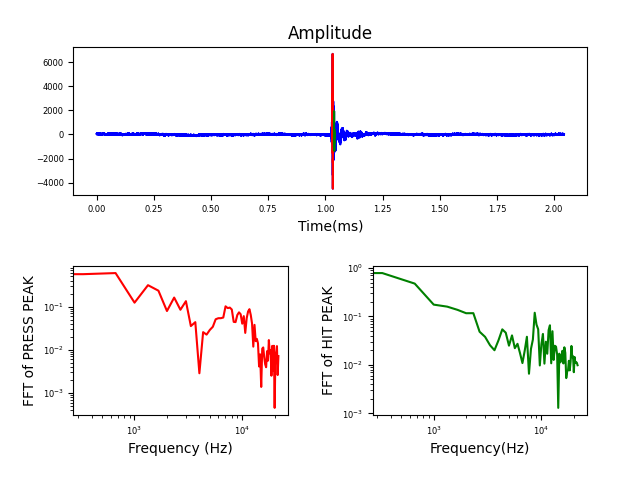 Amplitude
6000
4000
2000
0
−2000
−4000
0.00 0.25 0.50 0.75 1.00 1.25 1.50 1.75 2.00
Time(ms)
FFT of PRESS PEAK
10⁻¹
10⁻²
10⁻³
10³ 10⁴
Frequency (Hz)
FFT of HIT PEAK
10⁰
10⁻¹
10⁻²
10⁻³
10³ 10⁴
Frequency(Hz)